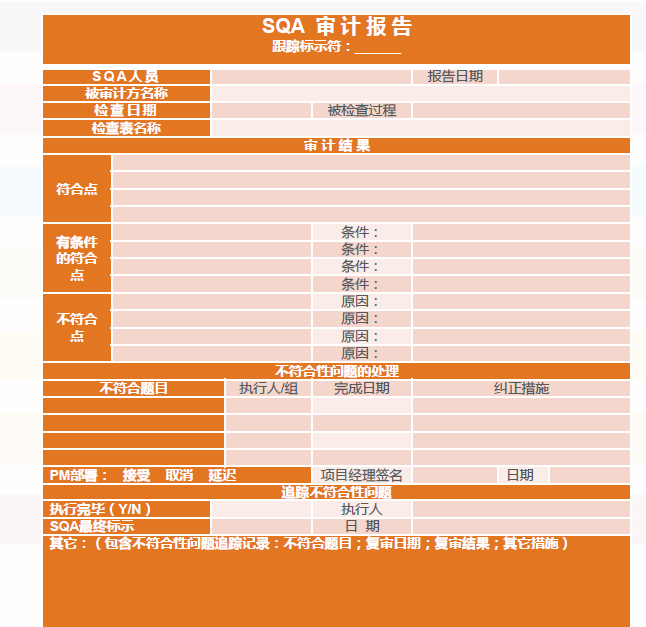 SQA 审计报告
跟踪标示符：______
SQA人员 报告日期
被审计方名称
检查日期 被检查过程
检查表名称
审计结果
符合点
有条件
的符合
点
条件：
条件：
条件：
条件：
不符合
点
原因：
原因：
原因：
原因：
不符合性问题的处理
不符合题目 执行人/组 完成日期 纠正措施
PM部署： 接受 取消 延迟 项目经理签名 日期
追踪不符合性问题
执行完毕（Y/N） 执行人
SQA最终标示 日 期
其它：（包含不符合性问题追踪记录：不符合题目；复审日期；复审结果；其它措施）